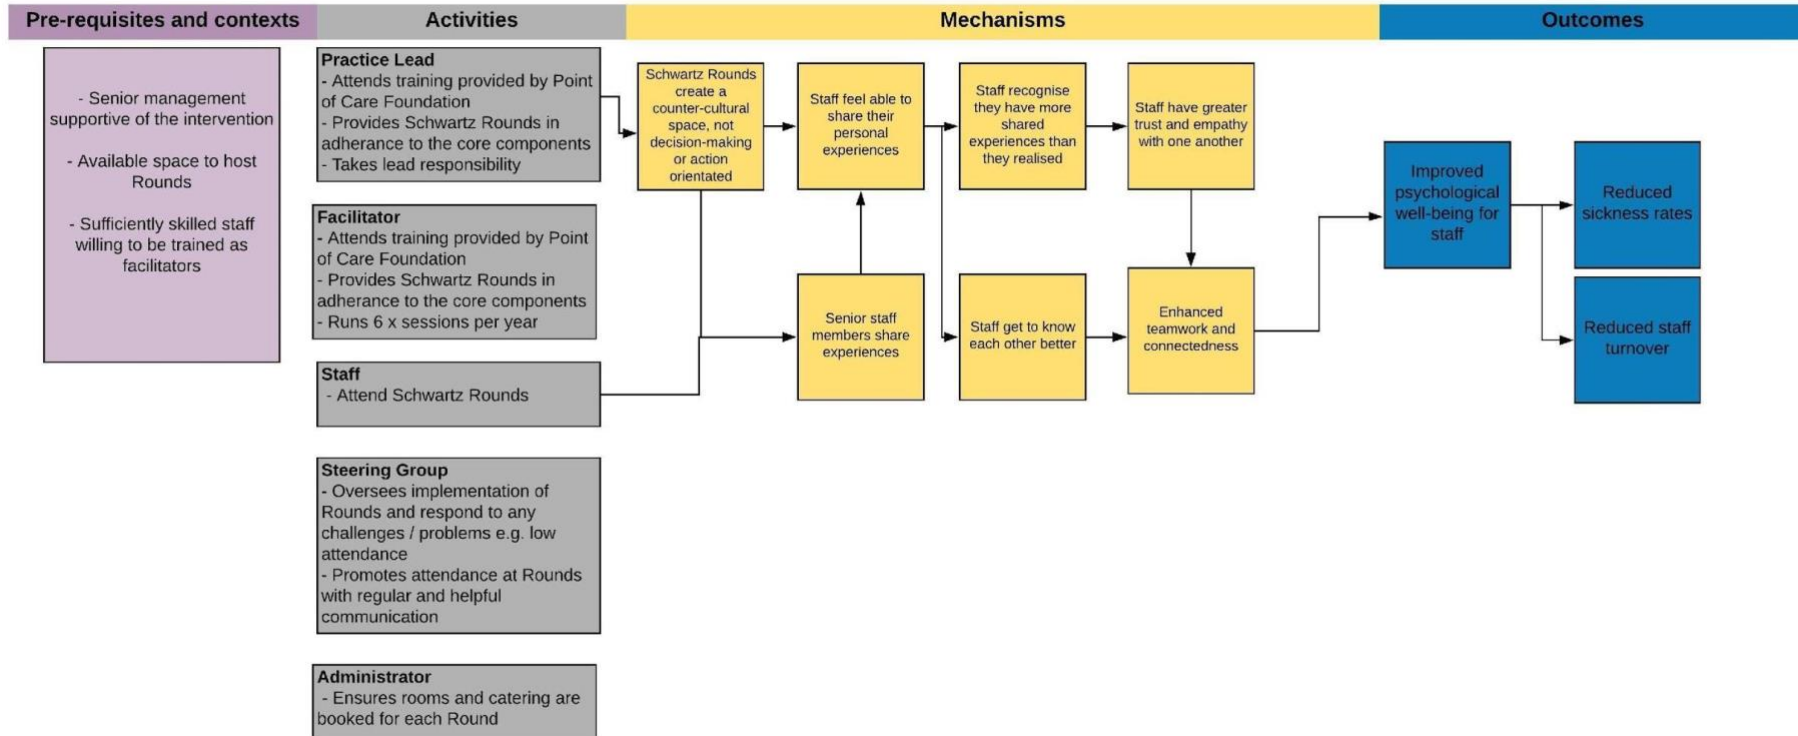 Pre-requisites and contexts
Activities
Mechanisms
Outcomes
- Senior management
supportive of the intervention
- Available space to host
Rounds
- Sufficiently skilled staff
willing to be trained as
facilitators
Practice Lead
- Attends training provided by Point
of Care Foundation
- Provides Schwartz Rounds in
adherance to the core components
- Takes lead responsibility
Facilitator
- Attends training provided by Point
of Care Foundation
- Provides Schwartz Rounds in
adherance to the core components
- Runs 6 x sessions per year
Staff
- Attend Schwartz Rounds
Steering Group
- Oversees implementation of
Rounds and respond to any
challenges / problems e.g. low
attendance
- Promotes attendance at Rounds
with regular and helpful
communication
Administrator
- Ensures rooms and catering are
booked for each Round
Schwartz Rounds
create a
counter-cultural
space, not
decision-making
or action
orientated
Staff feel able to
share their
personal
experiences
Staff recognise
they have more
shared
experiences than
they realised
Staff have greater
trust and empathy
with one another
Senior staff
members share
experiences
Staff get to know
each other better
Enhanced
teamwork and
connectedness
Improved
psychological
well-being for
staff
Reduced
sickness rates
Reduced staff
turnover